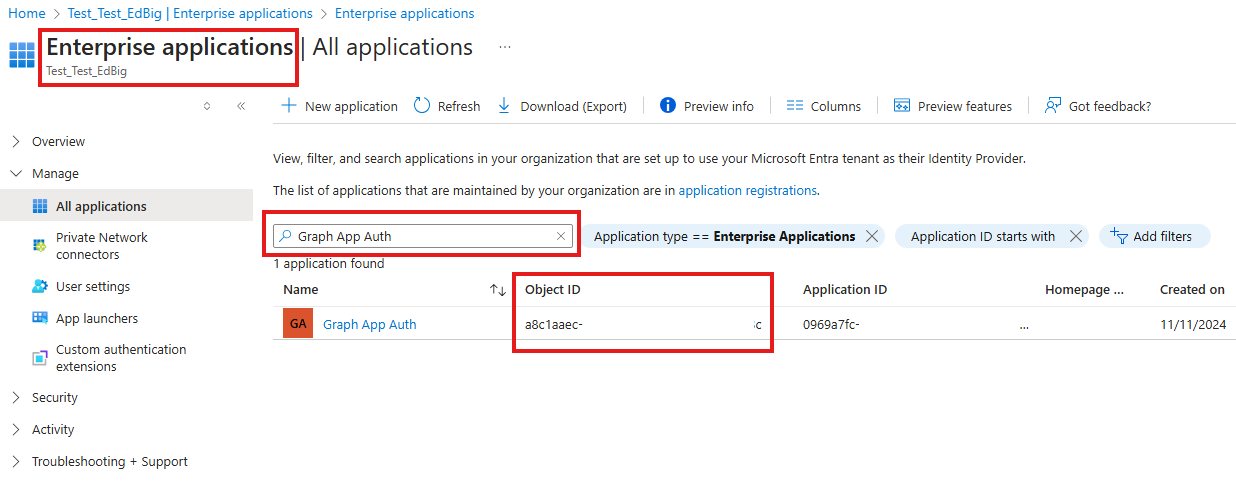 Home > Test_Test_EdBig | Enterprise applications > Enterprise applications
Enterprise applications | All applications ...
Test_Test_EdBig
New application Refresh Download (Export) Preview info Columns Preview features Got feedback?
Overview
Manage
All applications
Private Network
connectors
User settings
App launchers
Custom authentication
extensions
Security
Activity
Troubleshooting + Support
View, filter, and search applications in your organization that are set up to use your Microsoft Entra tenant as their Identity Provider.
The list of applications that are maintained by your organization are in application registrations.
Graph App Auth Application type == Enterprise Applications Application ID starts with Add filters
1 application found
Name Object ID Application ID Homepage ... Created on
GA Graph App Auth a8c1aaec- c 0969a7fc- ... 11/11/2024